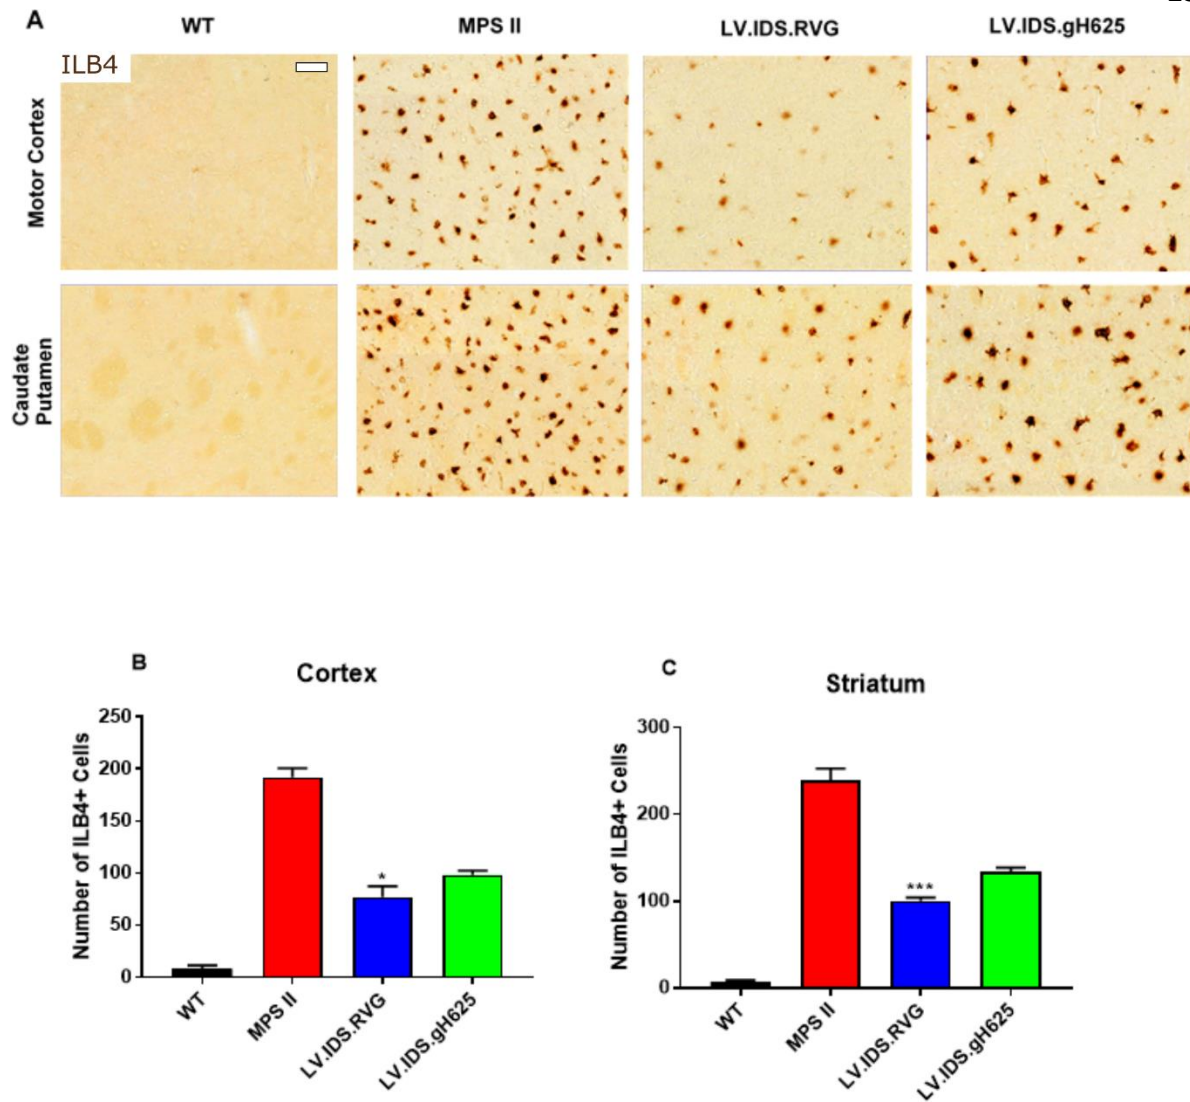 A
WT
MPS II
LV.IDS.RVG
LV.IDS.gH625
ILB4
Motor Cortex
Caudate
Putamen
B
Cortex
Number of ILB4+ Cells
250
200
150
100
50
0
*
WT
MPS II
LV.IDS.RVG
LV.IDS.gH625
C
Striatum
Number of ILB4+ Cells
300
200
100
0
***
WT
MPS II
LV.IDS.RVG
LV.IDS.gH625